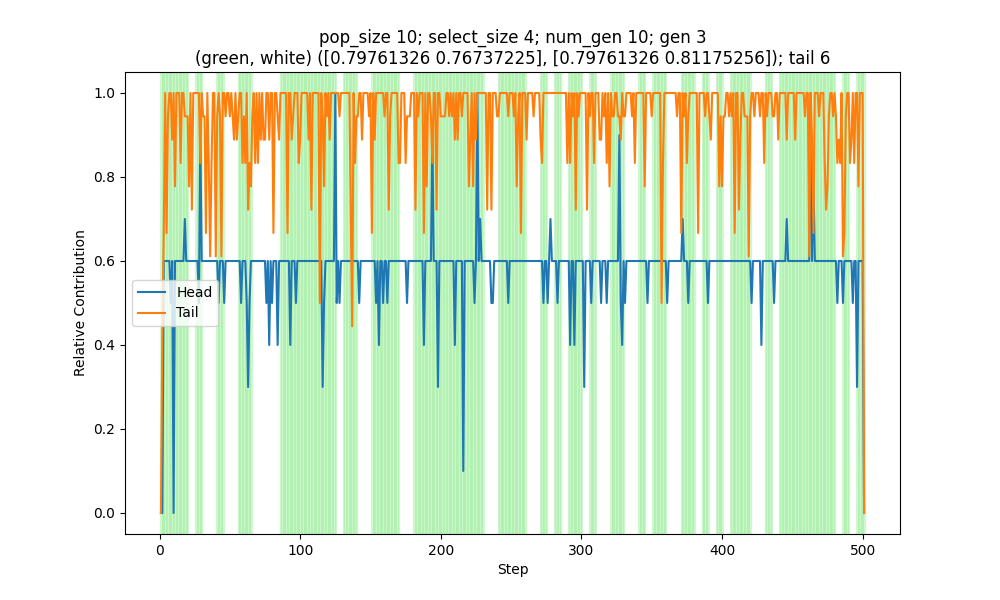 pop_size 10; select_size 4; num_gen 10; gen 3
(green, white) ([0.79761326 0.76737225], [0.79761326 0.81175256]); tail 6
1.0
0.8
0.6
0.4
0.2
0.0
Relative Contribution
Head
Tail
0
100
200
300
400
500
Step